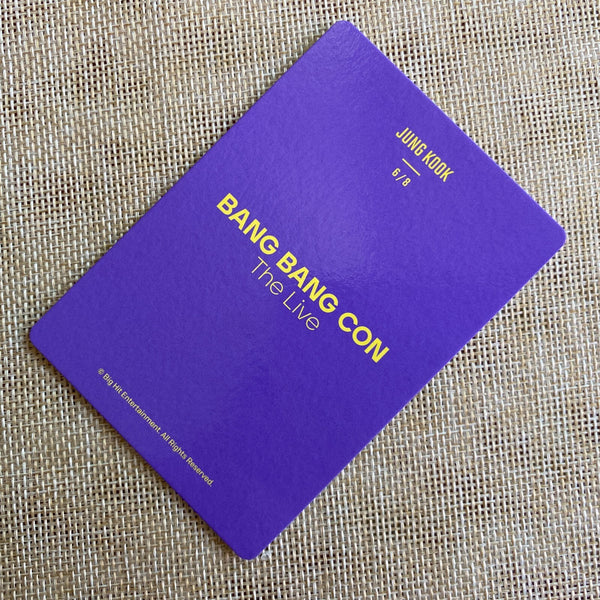 JUNG KOOK
6/8
BANG BANG CON
The Live
© Big Hit Entertainment. All Rights Reserved.